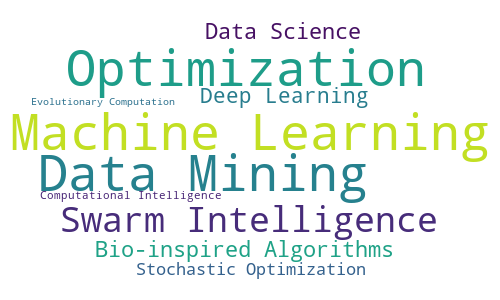 Data Science
Optimization
Deep Learning
Evolutionary Computation
Machine Learning
Data Mining
Computational Intelligence
Swarm Intelligence
Bio-inspired Algorithms
Stochastic Optimization